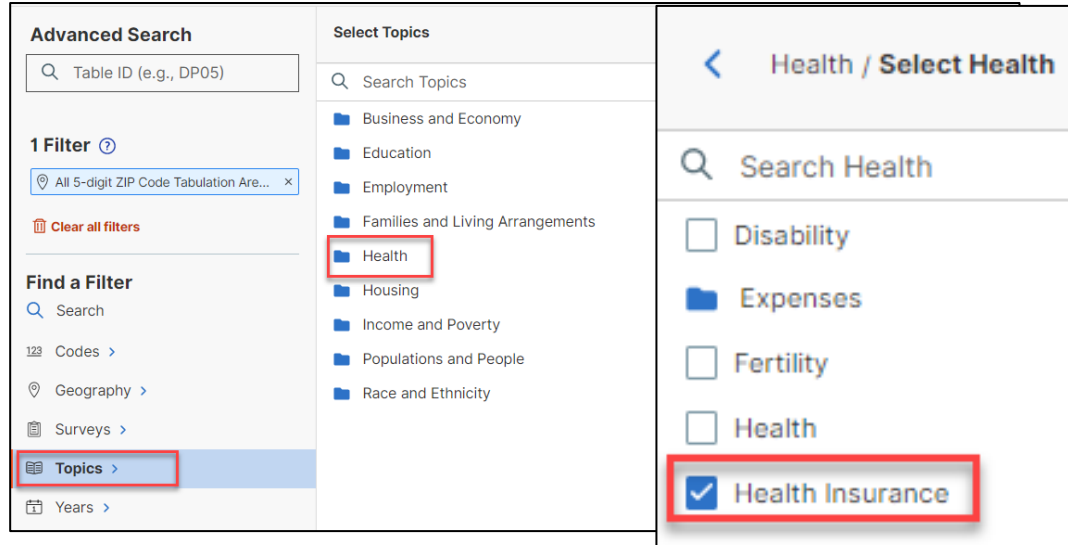 Advanced Search
Table ID (e.g., DP05)
1 Filter ?
All 5-digit ZIP Code Tabulation Are... ×
Clear all filters
Find a Filter
Search
123 Codes >
Geography >
Surveys >
Topics >
1 Years >
Select Topics
Search Topics
Business and Economy
Education
Employment
Families and Living Arrangements
Health
Housing
Income and Poverty
Populations and People
Race and Ethnicity
< Health / Select Health
Search Health
Disability
Expenses
Fertility
Health
Health Insurance